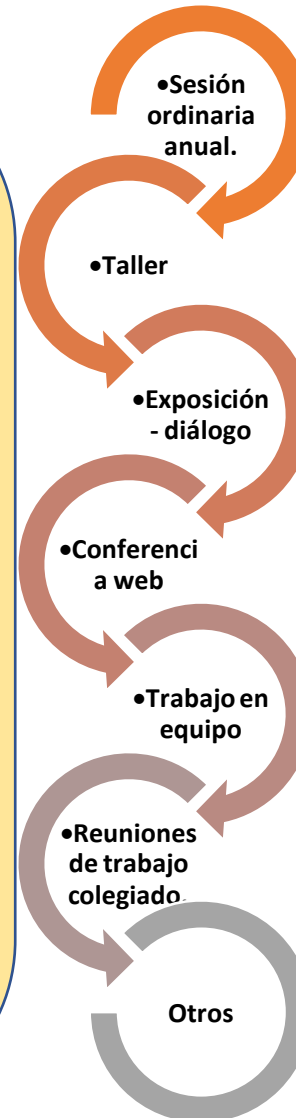 •Sesión
ordinaria
anual.
•Taller
•Exposición
- diálogo
•Conferenci
a web
•Trabajo en
equipo
•Reuniones
de trabajo
colegiado.
Otros